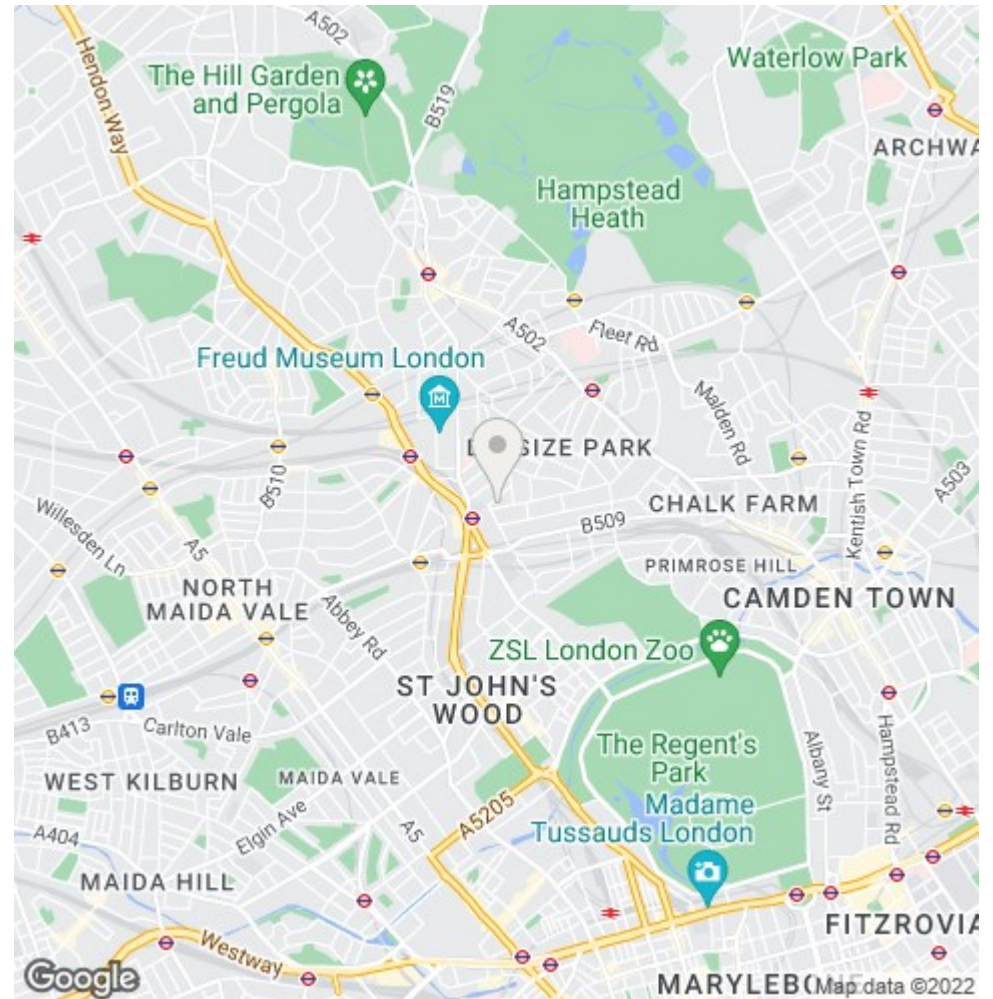 A502
Hendon Way
The Hill Garden
and Pergola
B519
Waterlow Park
ARCHWA
Hampstead
Heath
A502
Fleet Rd
Freud Museum London
Malden Rd
SIZE PARK
Kentish Town Rd
A503
B510
CHALK FARM
B509
Willesden Ln
A5
PRIMROSE HILL
NORTH
MAIDA VALE
Abbey Rd
CAMDEN TOWN
ZSL London Zoo
ST JOHN'S
WOOD
B413
Carlton Vale
The Regent's
Park
Albany St
Hampstead Rd
WEST KILBURN
MAIDA VALE
Madame
Tussauds London
A5205
A404
Elgin Ave
A5
MAIDA HILL
FITZROVIA
Westway
Google
MARYLEBONE
Map data ©2022